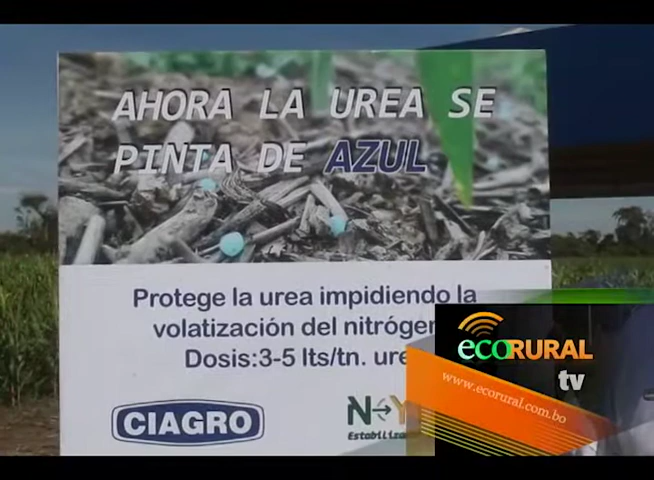 AHORA LA UREA SE
PINTA DE AZUL
Protege la urea impidiendo la
volatización del nitróge
Dosis:3-5 lts/tn. ure
CIAGRO
N Y
Estabiliza
ecoRURAL
tv
www.ecorural.com.bo